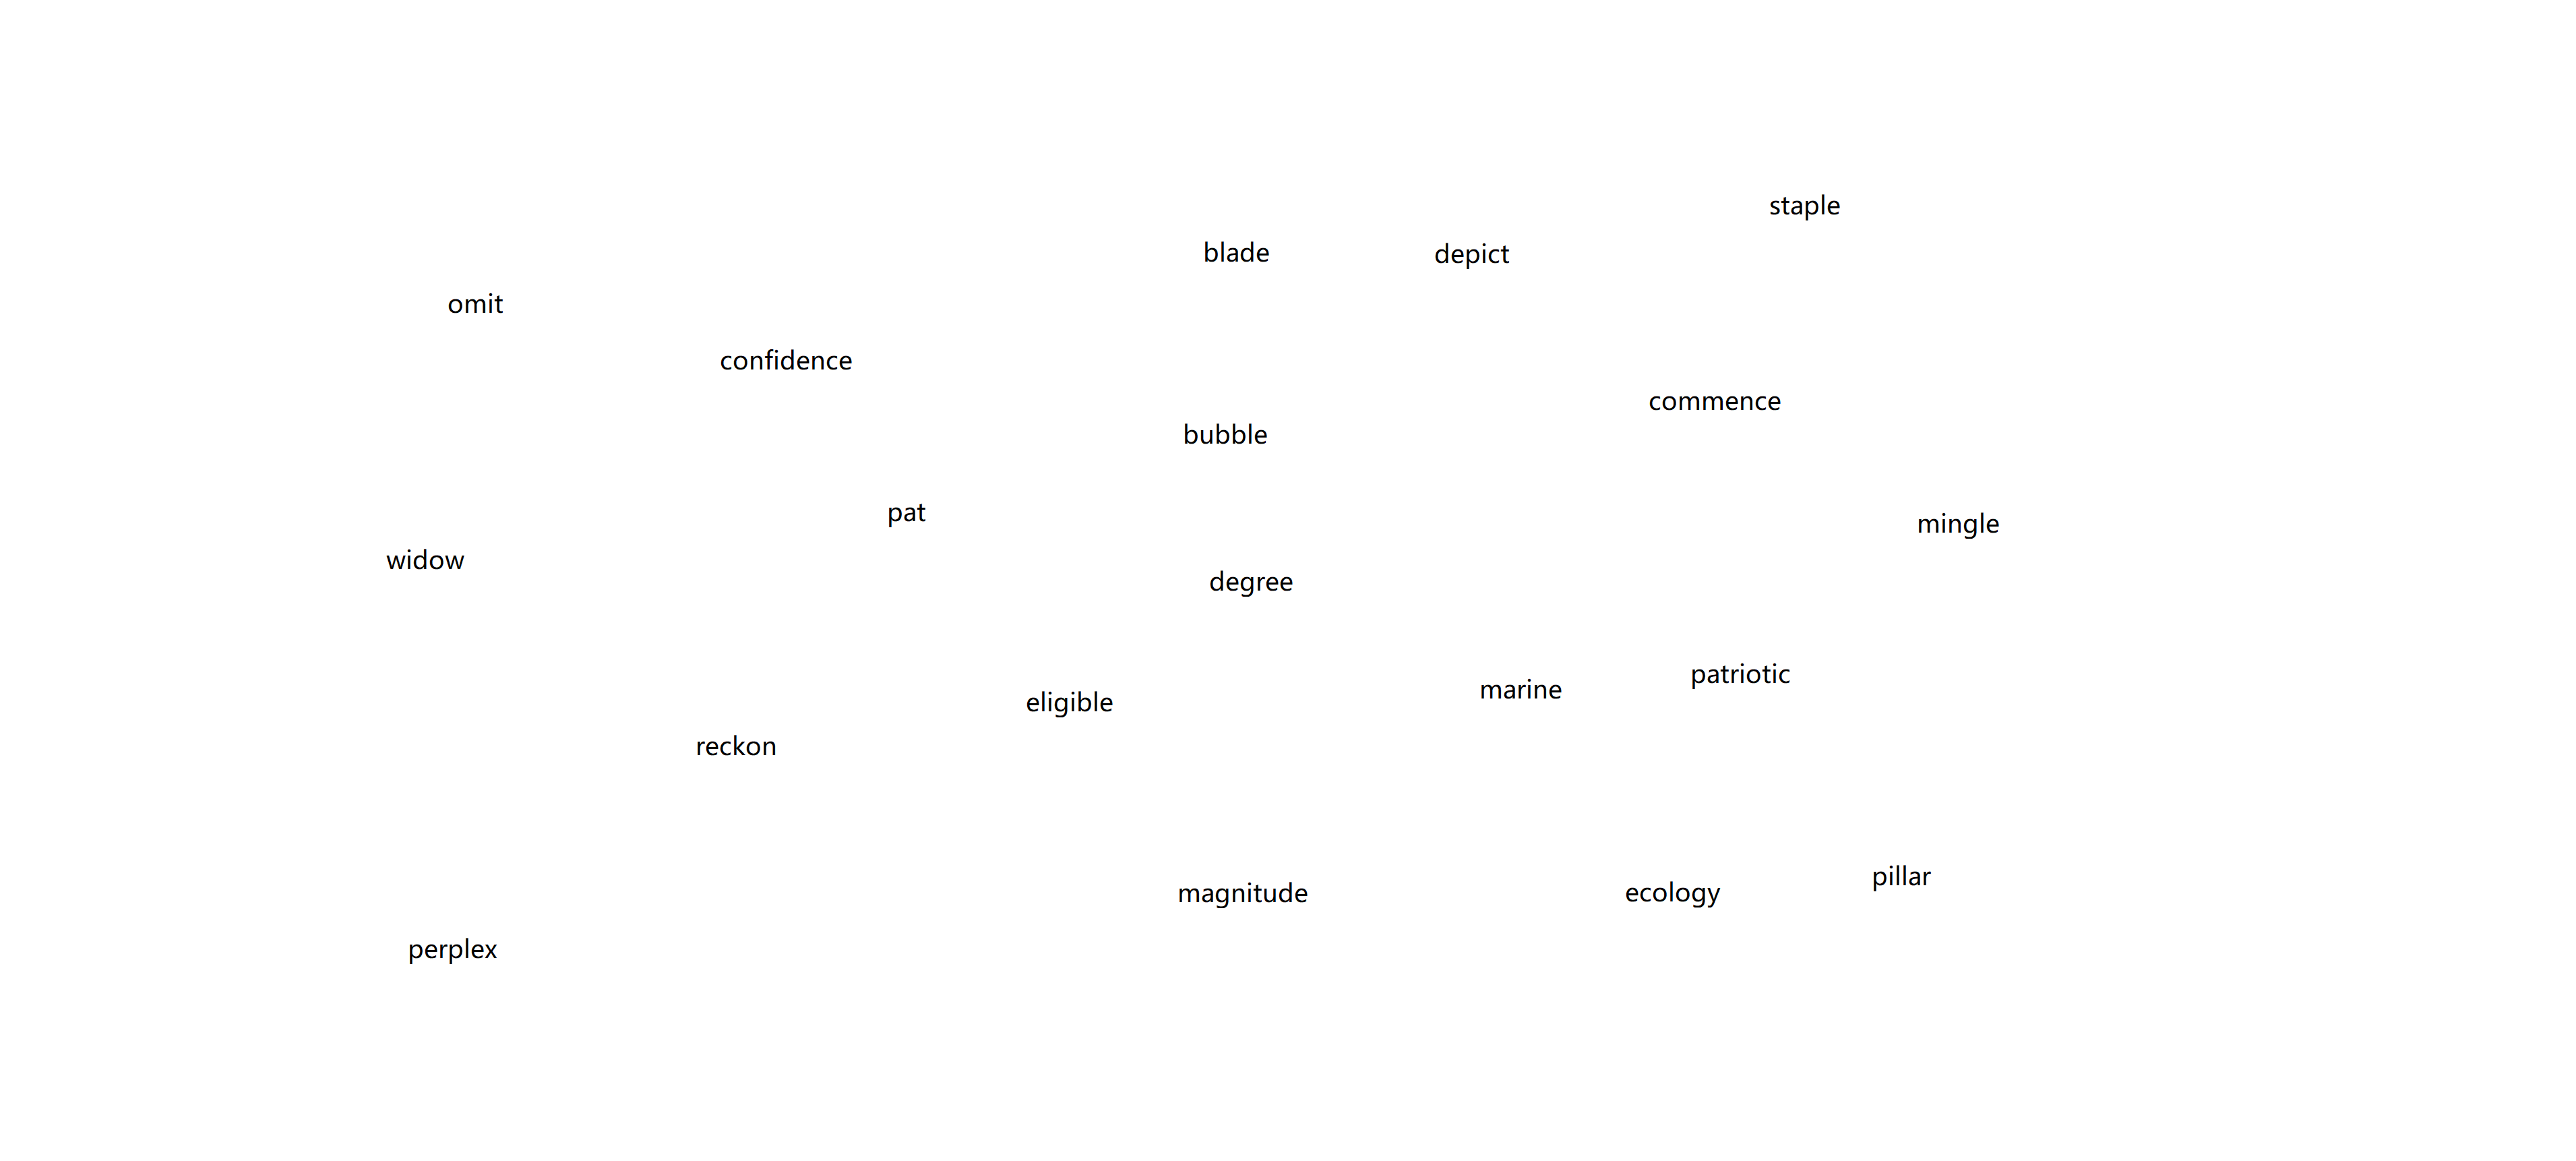 staple
blade
depict
omit
confidence
commence
bubble
pat
mingle
widow
degree
patriotic
marine
eligible
reckon
pillar
magnitude
ecology
perplex